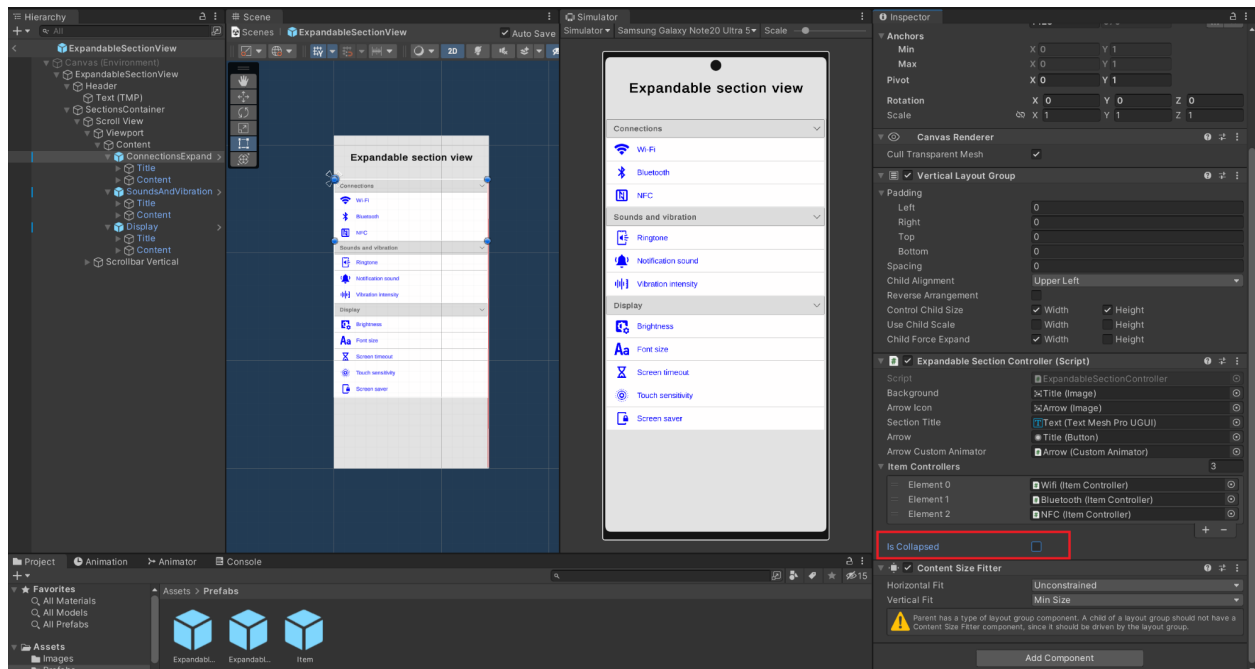 Hierarchy
All
ExpandableSectionView
Canvas (Environment)
ExpandableSectionView
Header
Text (TMP)
SectionsContainer
Scroll View
Viewport
Content
ConnectionsExpand
Title
Content
SoundsAndVibration
Title
Content
Display
Title
Content
Scrollbar Vertical
Scene
Scenes ExpandableSectionView Auto Save
2D
Expandable section view
Connections
Wi-Fi
Bluetooth
NFC
Sounds and vibration
Ringtone
Notification sound
Vibration intensity
Display
Brightness
Font size
Screen timeout
Touch sensitivity
Screen saver
Simulator
Simulator Samsung Galaxy Note20 Ultra 5 Scale
Expandable section view
Connections
Wi-Fi
Bluetooth
NFC
Sounds and vibration
Ringtone
Notification sound
Vibration intensity
Display
Brightness
Font size
Screen timeout
Touch sensitivity
Screen saver
Inspector
Anchors
Min X 0 Y 1
Max X 0 Y 1
Pivot X 0 Y 1
Rotation X 0 Y 0 Z 0
Scale X 1 Y 1 Z 1
Canvas Renderer
Cull Transparent Mesh
Vertical Layout Group
Padding
Left 0
Right 0
Top 0
Bottom 0
Spacing 0
Child Alignment Upper Left
Reverse Arrangement
Control Child Size Width Height
Use Child Scale Width Height
Child Force Expand Width Height
# Expandable Section Controller (Script)
Script ExpandableSectionController
Background Title (Image)
Arrow Icon Arrow (Image)
Section Title Text (Text Mesh Pro UGUI)
Arrow Title (Button)
Arrow Custom Animator Arrow (Custom Animator)
Item Controllers 3
Element 0 Wifi (Item Controller)
Element 1 Bluetooth (Item Controller)
Element 2 NFC (Item Controller)
+ −
Is Collapsed
Content Size Fitter
Horizontal Fit Unconstrained
Vertical Fit Min Size
Parent has a type of layout group component. A child of a layout group should not have a
Content Size Fitter component, since it should be driven by the layout group.
Add Component
Project Animation Animator Console
15
Favorites
All Materials
All Models
All Prefabs
Assets
Images
Assets > Prefabs
Expandabl...
Expandabl...
Item